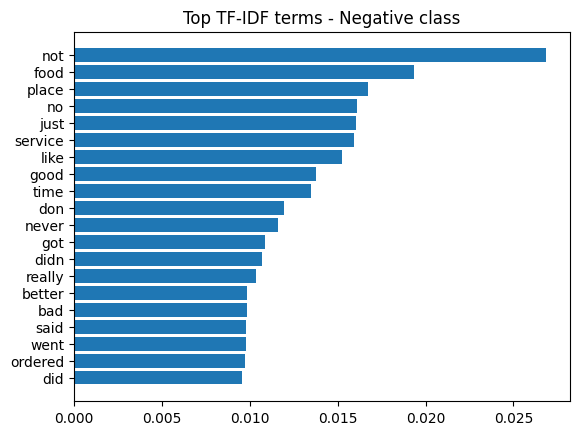 Top TF-IDF terms - Negative class
not
food
place
no
just
service
like
good
time
don
never
got
didn
really
better
bad
said
went
ordered
did
0.000 0.005 0.010 0.015 0.020 0.025